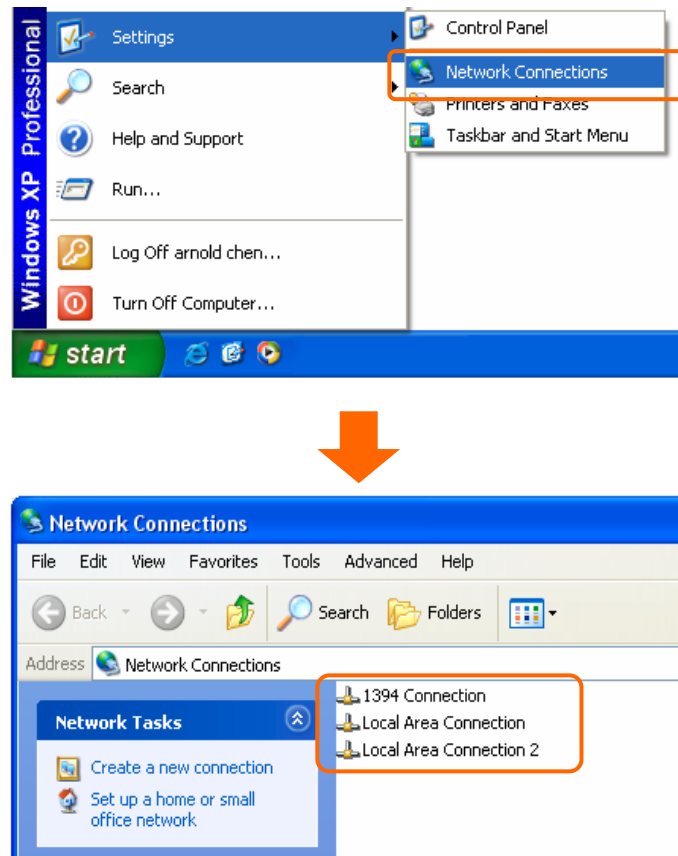 Windows XP Professional
Settings
Search
Help and Support
Run...
Log Off arnold chen...
Turn Off Computer...
Control Panel
Network Connections
Printers and Faxes
Taskbar and Start Menu
start
Network Connections
File Edit View Favorites Tools Advanced Help
Back Search Folders
Address Network Connections
Network Tasks
Create a new connection
Set up a home or small
office network
1394 Connection
Local Area Connection
Local Area Connection 2